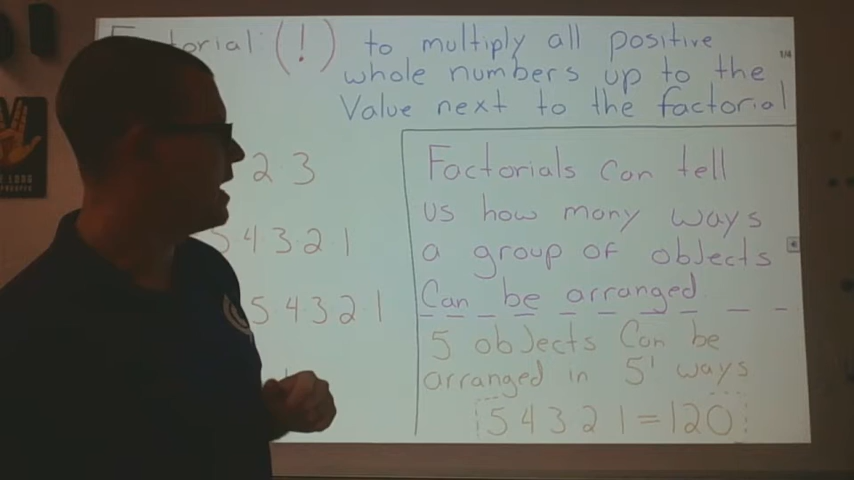 torial (!) to multiply all positive
whole numbers up to the
Value next to the factorial
1/4
2 3
5 4 3·2·1
5 4 3 2·1
Factorials can tell
us how many ways
a group of objects
Can be arranged
5 objects Can be
arranged in 5! ways
5 4 3 2 1 = 120